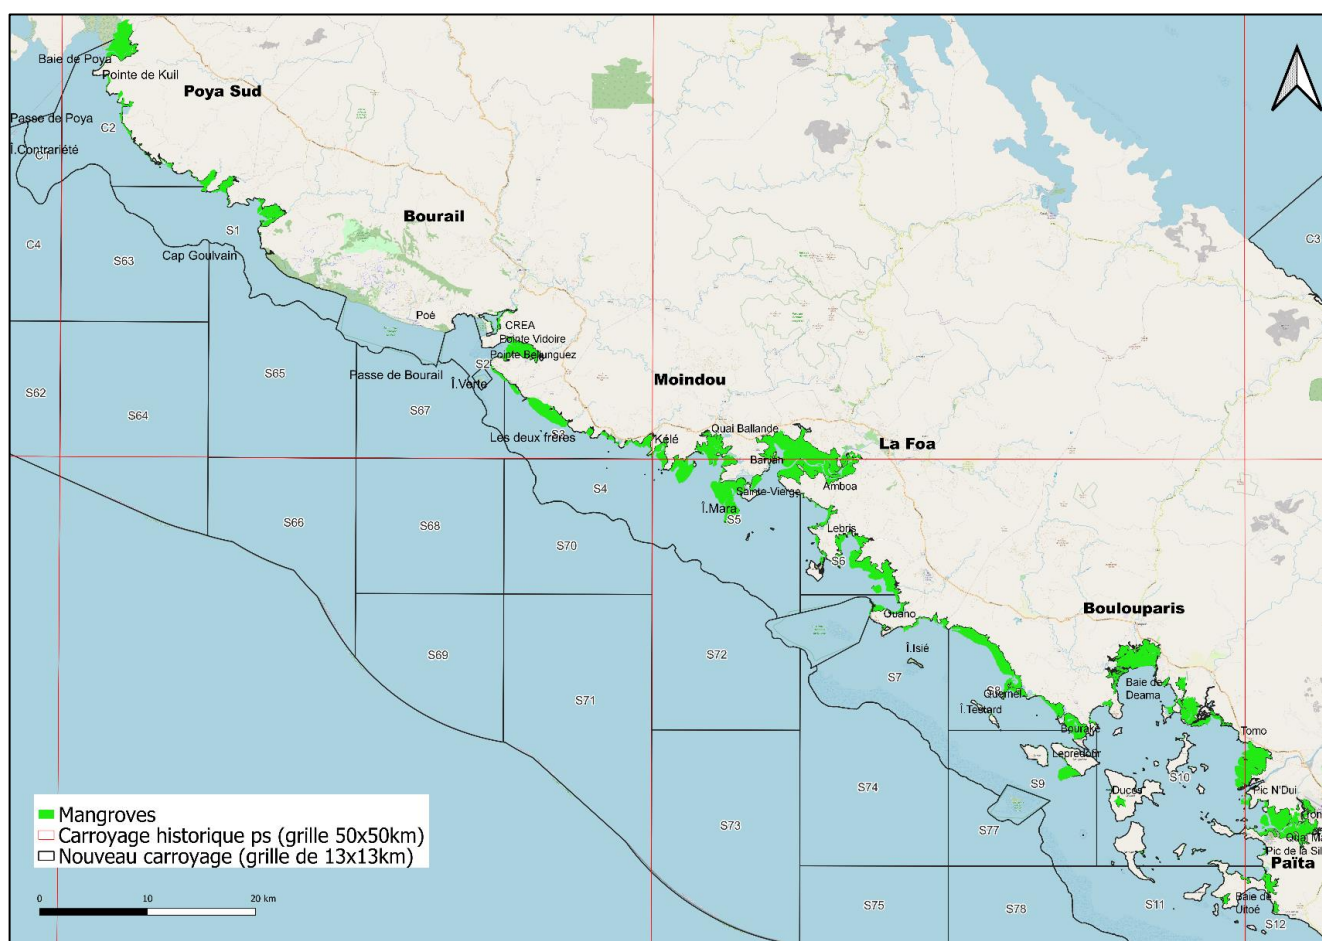 Baie de Poya
Pointe de Kuil
Poya Sud
Passe de Poya
C2
Î.Contrariété
C1
Bourail
S1
C4
S63
Cap Goulvain
C3
Poé
CREA
Pointe Vidoire
Pointe Belunguez
S2
Passe de Bourail
Î.Verte
S65
S62
S64
S67
Moindou
Les deux frères
S3
Kélé
Quai Ballande
La Foa
Amboa
S4
Sainte-Vierge
Î.Mara
S5
S66
S68
S70
Lebris
S6
Ouano
Boulouparis
S69
S72
Î.Isié
S7
S71
S8
Î.Testard
Baie de
Deama
Bouraké
Tomo
Lepredour
S74
S9
S10
Ducos
Pic N'Dui
S73
S77
Païta
S75
S78
S11
Baie de
Uitoé
S12
Mangroves
Carroyage historique ps (grille 50x50km)
Nouveau carroyage (grille de 13x13km)
0 10 20 km